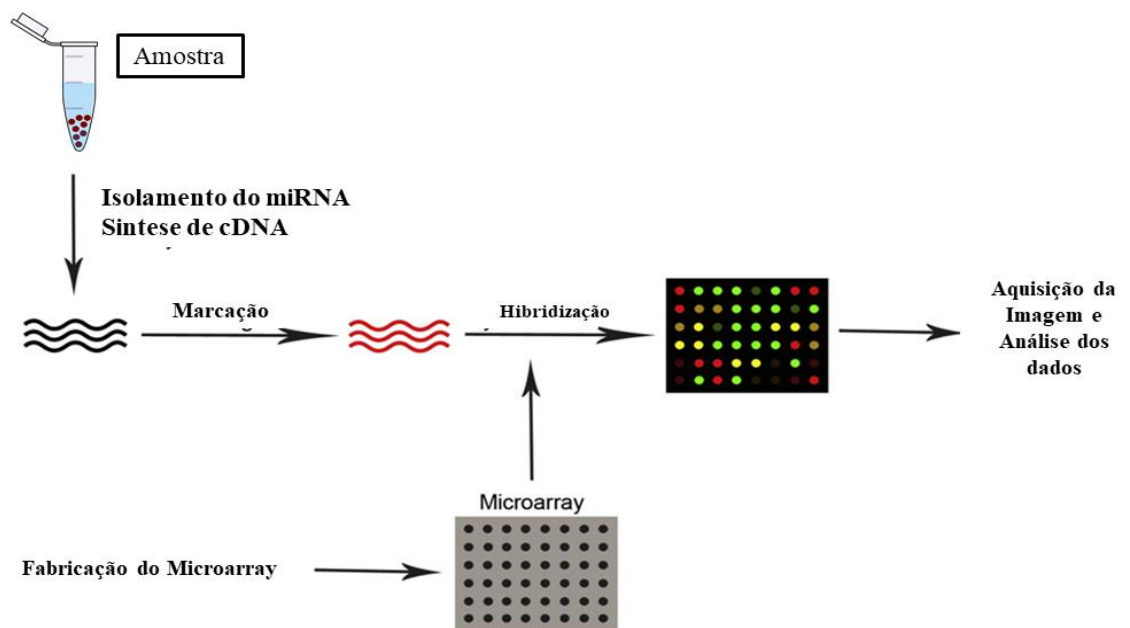 Amostra
Isolamento do miRNA
Sintese de cDNA
Marcação
Hibridização
Aquisição da
Imagem e
Análise dos
dados
Microarray
Fabricação do Microarray